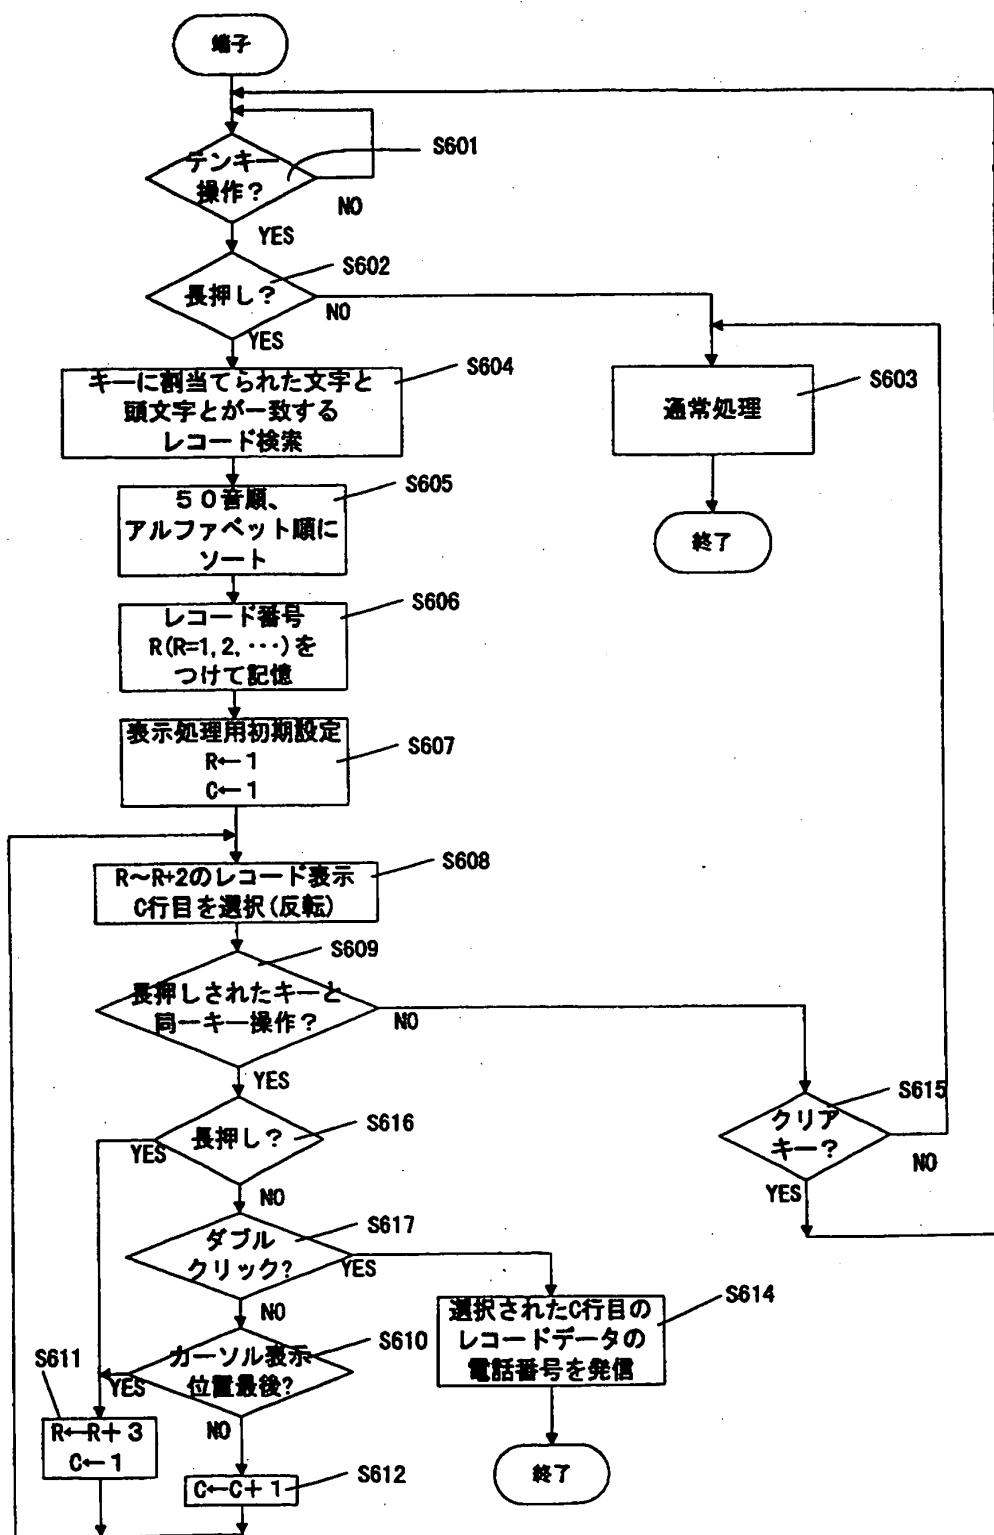 端子
テンキー
操作？
S601
NO
YES
長押し？
S602
NO
YES
キーに割当てられた文字と
頭文字とが一致する
レコード検索
S604
通常処理
S603
５０音順、
アルファベット順に
ソート
S605
終了
レコード番号
R(R=1, 2, ･･･)を
つけて記憶
S606
表示処理用初期設定
R←1
C←1
S607
R～R+2のレコード表示
C行目を選択(反転)
S608
長押しされたキーと
同一キー操作？
S609
NO
YES
クリア
キー？
S615
NO
YES
長押し？
S616
YES
NO
ダブル
クリック?
S617
YES
NO
選択されたC行目の
レコードデータの
電話番号を発信
S614
カーソル表示
位置最後?
S610
YES
NO
S611
R←R＋3
C←1
C←C＋1
S612
終了